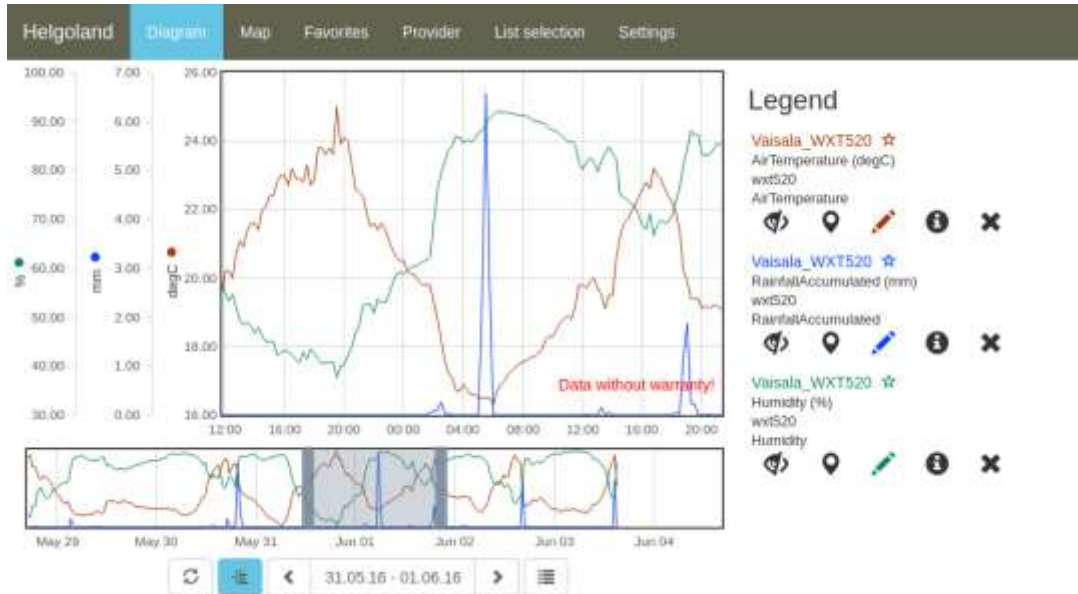 Helgoland Diagram Map Favorites Provider List selection Settings
100.00 7.00 26.00
90.00 6.00 24.00
80.00 5.00 22.00
70.00 4.00 20.00
60.00 3.00 18.00
50.00 2.00 16.00
40.00 1.00
30.00 0.00
% mm degC
Data without warranty!
12:00 16:00 20:00 00:00 04:00 08:00 12:00 16:00 20:00
May 29 May 30 May 31 Jun 01 Jun 02 Jun 03 Jun 04
31.05.16 - 01.06.16
Legend
Vaisala_WXT520
AirTemperature (degC)
wxt520
AirTemperature
Vaisala_WXT520
RainfallAccumulated (mm)
wxt520
RainfallAccumulated
Vaisala_WXT520
Humidity (%)
wxt520
Humidity